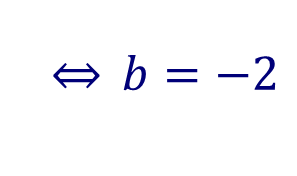 ⇔ b = −2